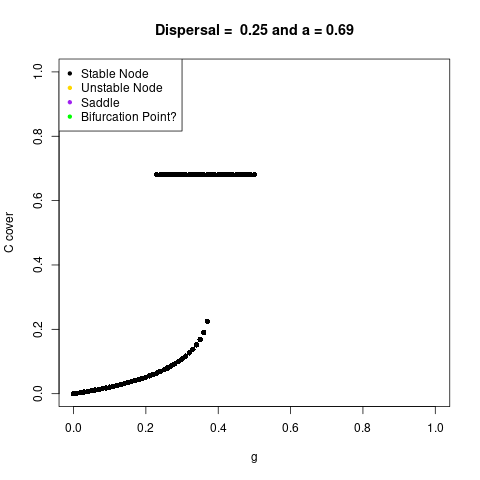 Dispersal =  0.25 and a = 0.69
Stable Node
Unstable Node
Saddle
Bifurcation Point?
C cover
1.0
0.8
0.6
0.4
0.2
0.0
0.0 0.2 0.4 0.6 0.8 1.0
g